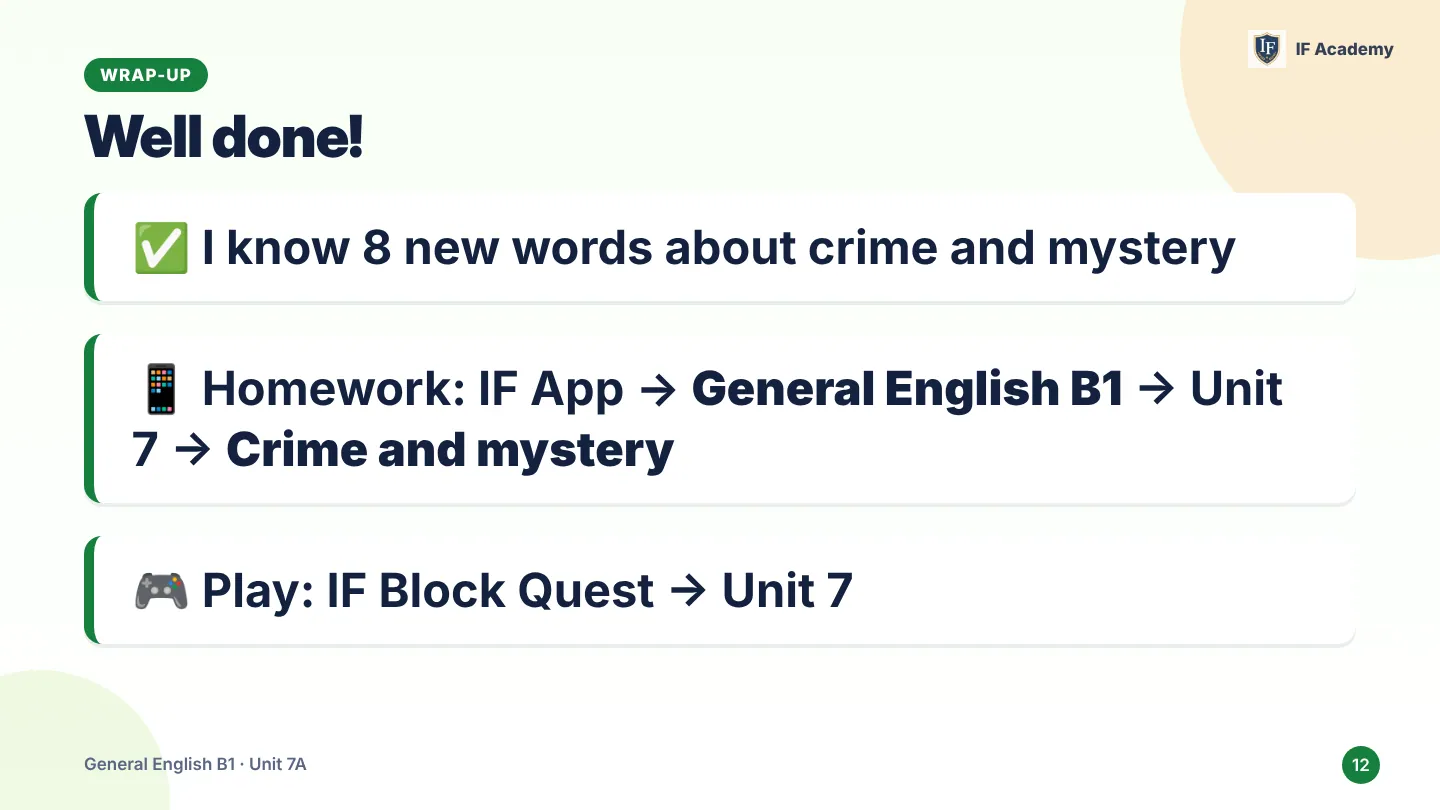 IF
IF Academy
WRAP-UP
Well done!
✅ I know 8 new words about crime and mystery
📱 Homework: IF App → General English B1 → Unit
7 → Crime and mystery
🎮 Play: IF Block Quest → Unit 7
General English B1 · Unit 7A
12